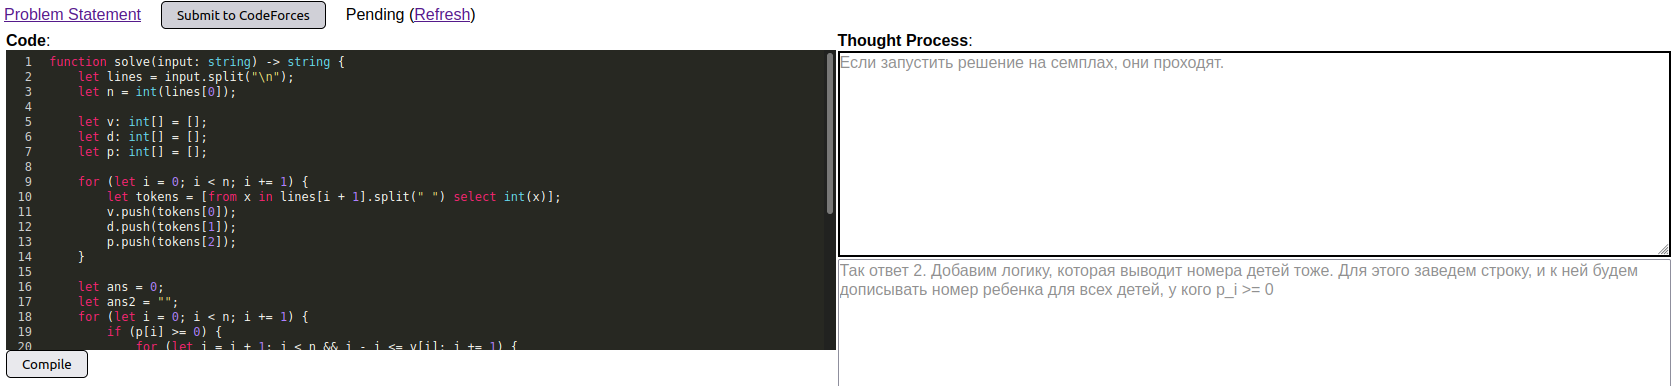 Problem Statement Submit to CodeForces Pending (Refresh)
Code:
1 function solve(input: string) -> string {
2 let lines = input.split("\n");
3 let n = int(lines[0]);
4
5 let v: int[] = [];
6 let d: int[] = [];
7 let p: int[] = [];
8
9 for (let i = 0; i < n; i += 1) {
10 let tokens = [from x in lines[i + 1].split(" ") select int(x)];
11 v.push(tokens[0]);
12 d.push(tokens[1]);
13 p.push(tokens[2]);
14 }
15
16 let ans = 0;
17 let ans2 = "";
18 for (let i = 0; i < n; i += 1) {
19 if (p[i] >= 0) {
20 for (let j = i + 1; j < n && j - i <= v[i]; j += 1) {
Compile
Thought Process:
Если запустить решение на семплах, они проходят.
Так ответ 2. Добавим логику, которая выводит номера детей тоже. Для этого заведем строку, и к ней будем
дописывать номер ребенка для всех детей, у кого p_i >= 0